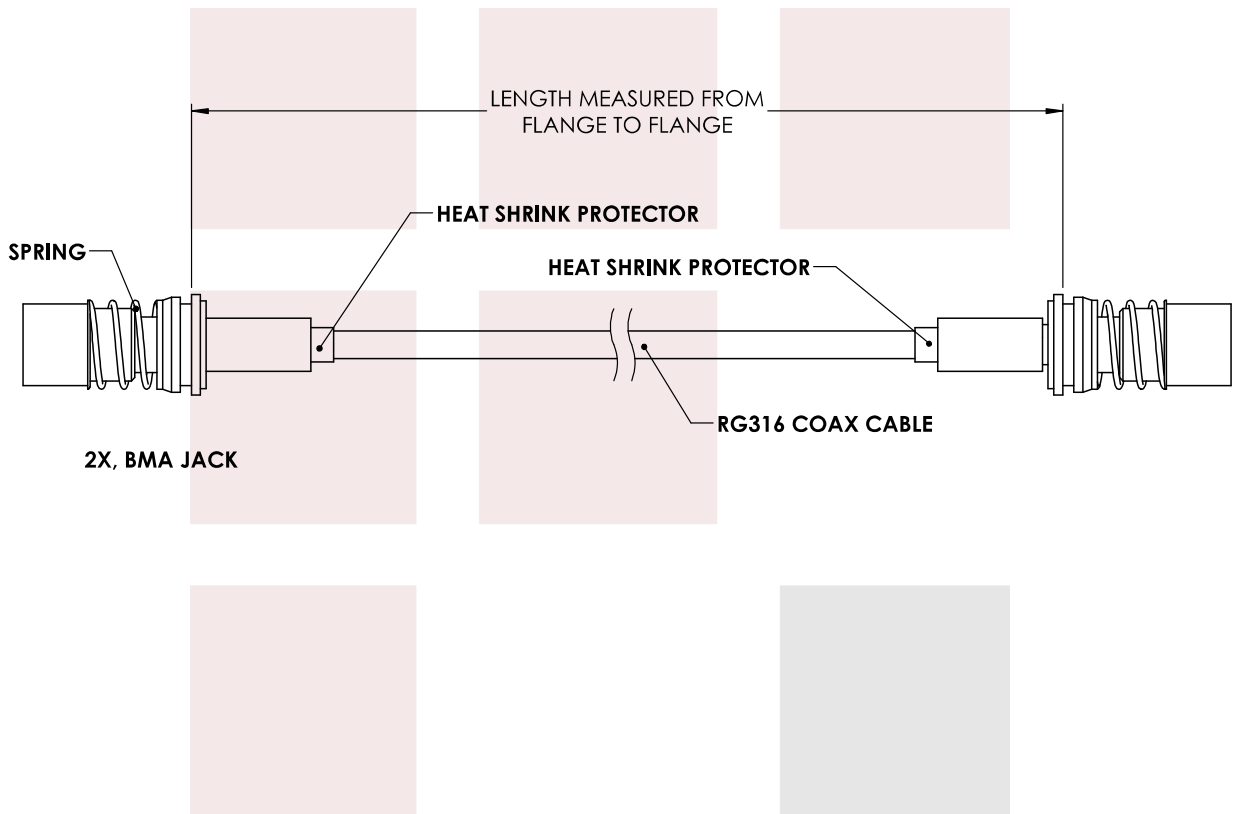 LENGTH MEASURED FROM
FLANGE TO FLANGE
HEAT SHRINK PROTECTOR
SPRING
HEAT SHRINK PROTECTOR
RG316 COAX CABLE
2X, BMA JACK